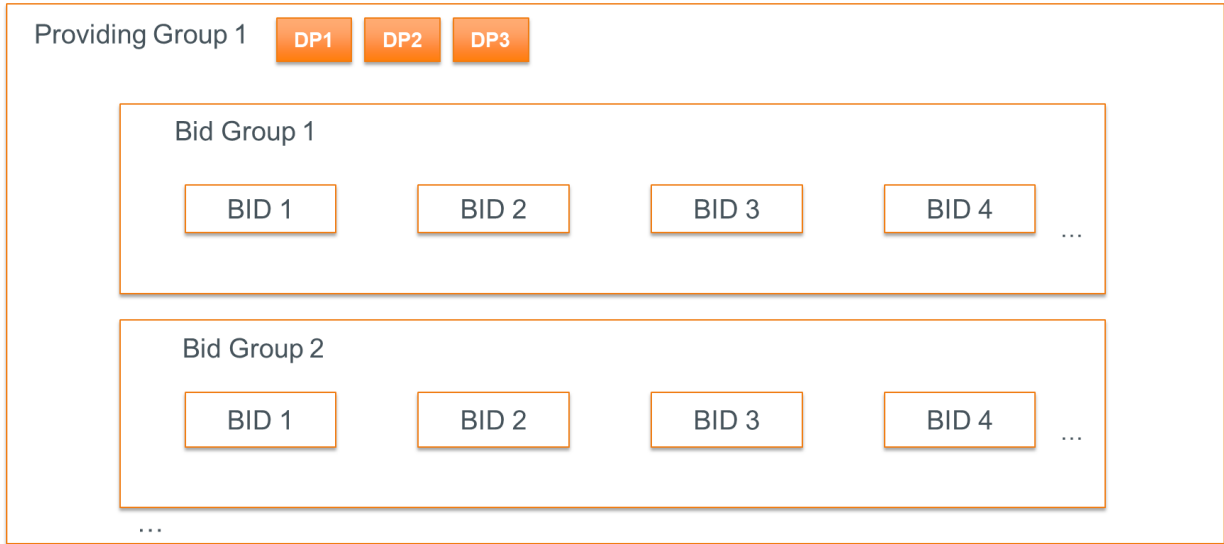 Providing Group 1 DP1 DP2 DP3
Bid Group 1
BID 1 BID 2 BID 3 BID 4 ...
Bid Group 2
BID 1 BID 2 BID 3 BID 4 ...
...